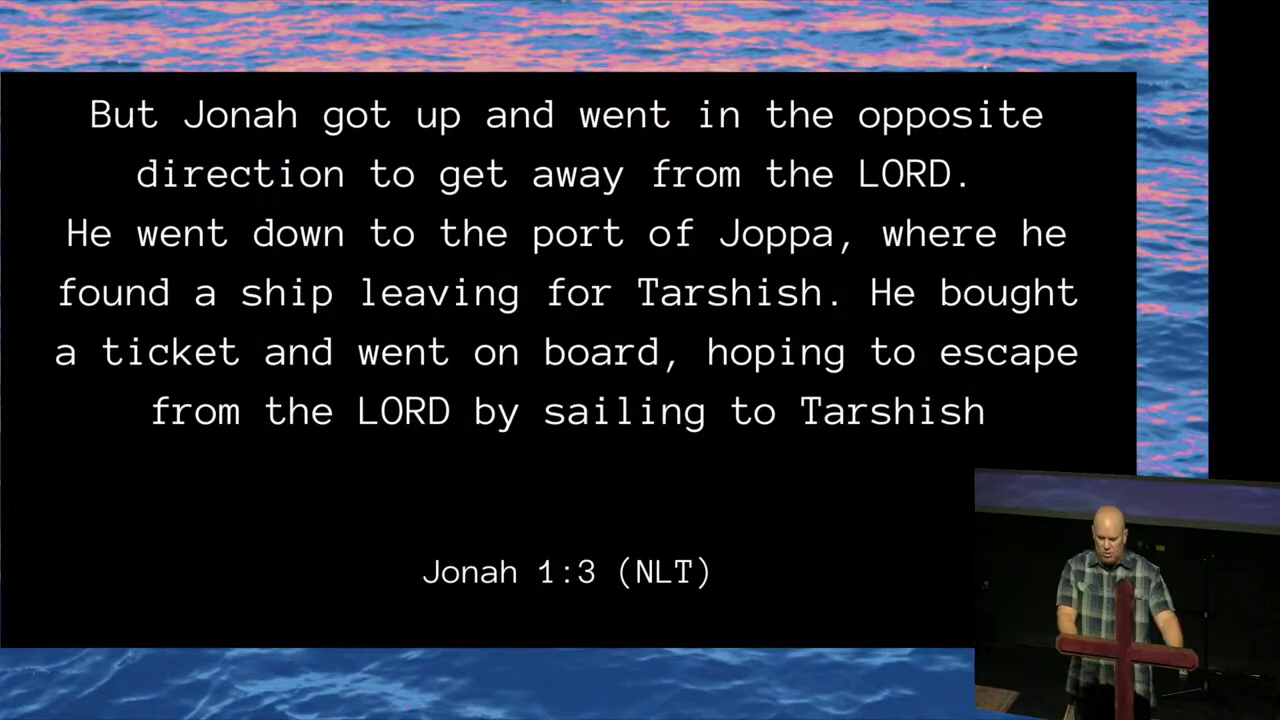 But Jonah got up and went in the opposite
direction to get away from the LORD.
He went down to the port of Joppa, where he
found a ship leaving for Tarshish. He bought
a ticket and went on board, hoping to escape
from the LORD by sailing to Tarshish
Jonah 1:3 (NLT)